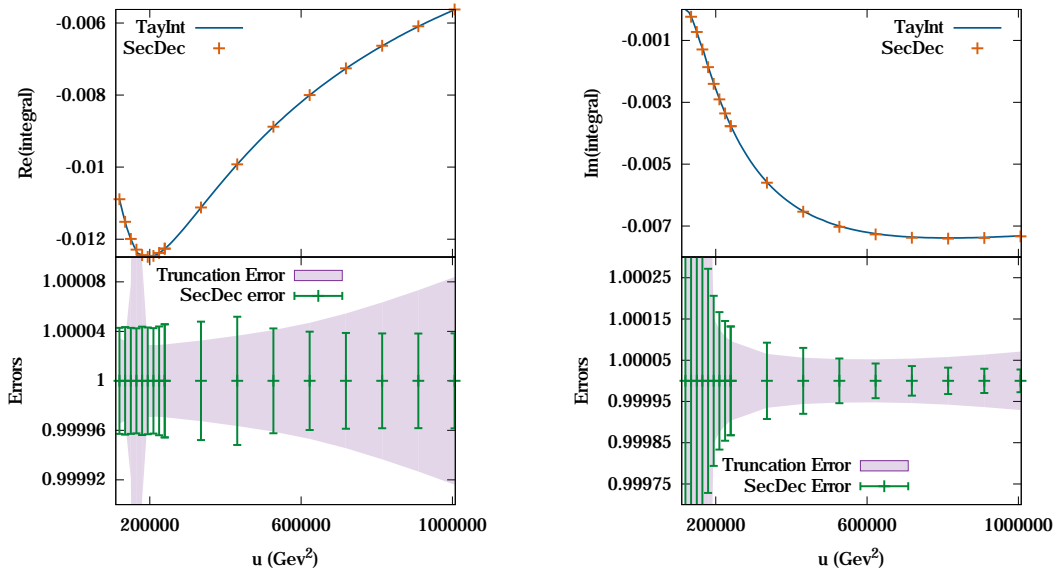 -0.006
-0.008
-0.01
-0.012
Re(integral)
TayInt
SecDec
1.00008
1.00004
1
0.99996
0.99992
Errors
Truncation Error
SecDec error
200000 600000 1000000
u (Gev²)
-0.001
-0.003
-0.005
-0.007
Im(integral)
TayInt
SecDec
1.00025
1.00015
1.00005
0.99995
0.99985
0.99975
Errors
Truncation Error
SecDec Error
200000 600000 1000000
u (Gev²)